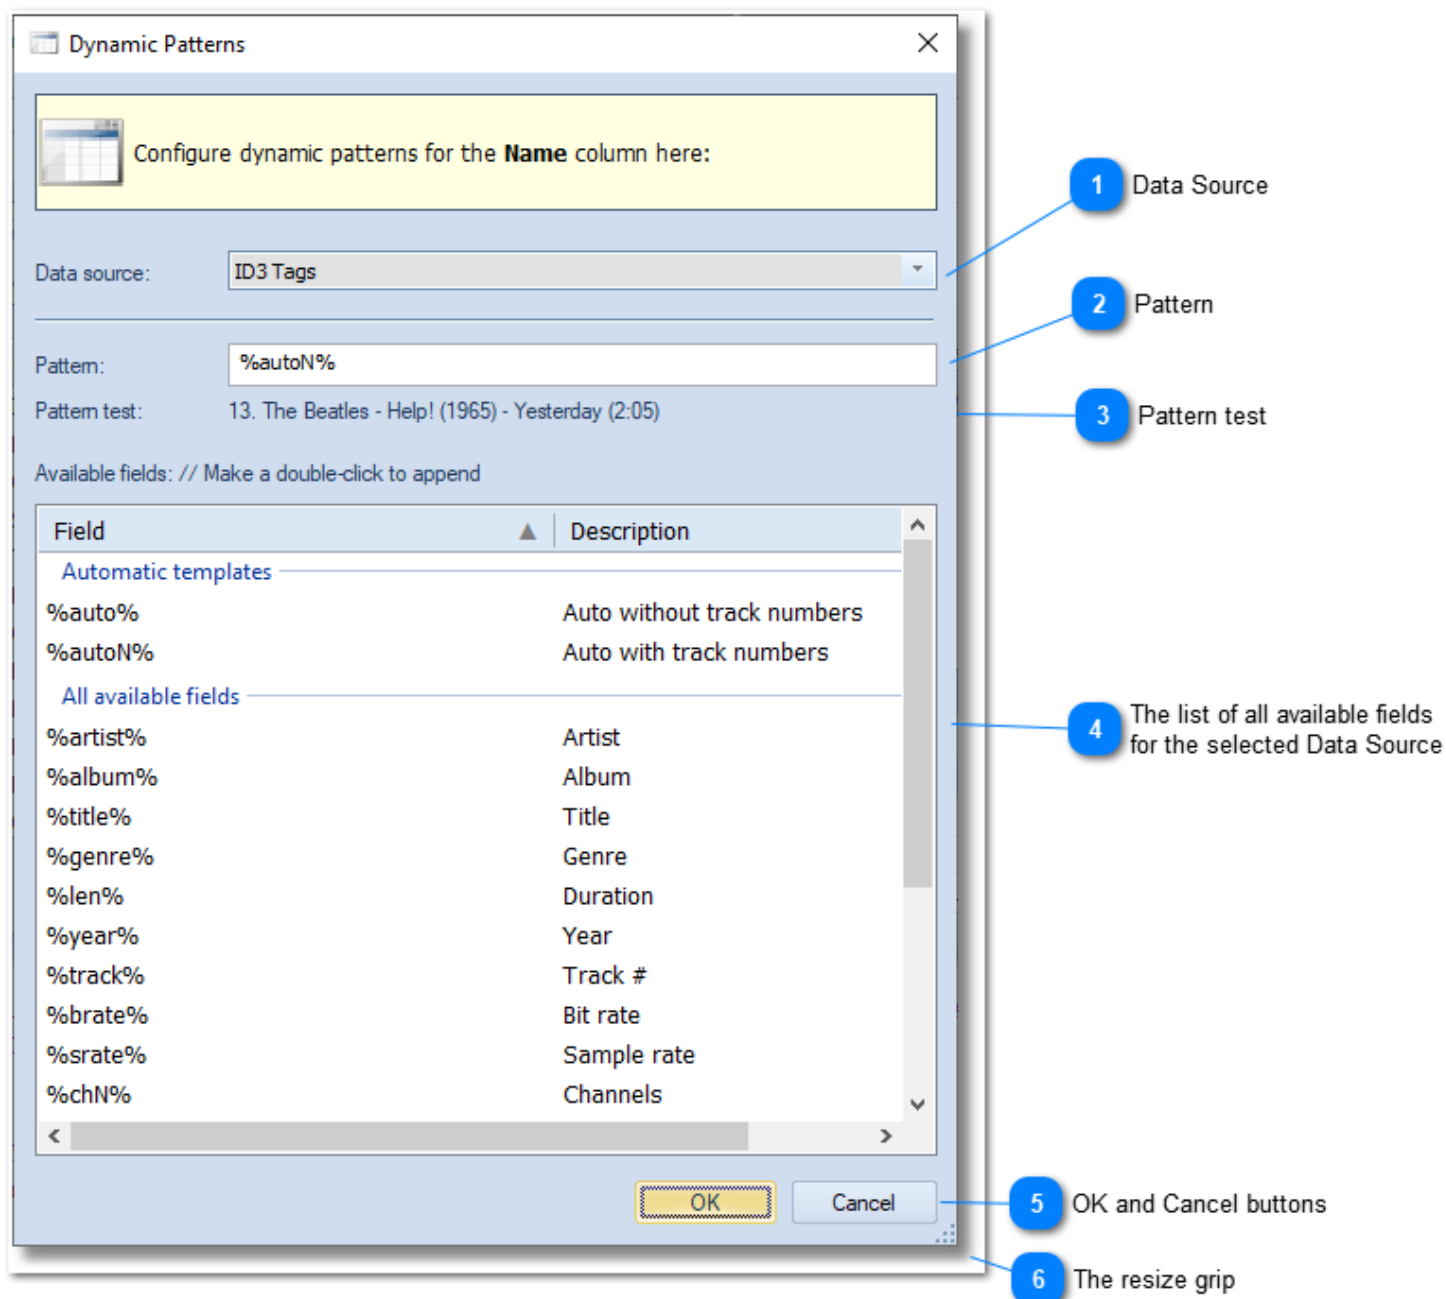 Dynamic Patterns
Configure dynamic patterns for the Name column here:
1 Data Source
Data source: ID3 Tags
2 Pattern
Pattern: %autoN%
Pattern test: 13. The Beatles - Help! (1965) - Yesterday (2:05)
3 Pattern test
Available fields: // Make a double-click to append
Field Description
Automatic templates
%auto% Auto without track numbers
%autoN% Auto with track numbers
All available fields
4 The list of all available fields
for the selected Data Source
%artist% Artist
%album% Album
%title% Title
%genre% Genre
%len% Duration
%year% Year
%track% Track #
%brate% Bit rate
%srate% Sample rate
%chN% Channels
OK Cancel
5 OK and Cancel buttons
6 The resize grip